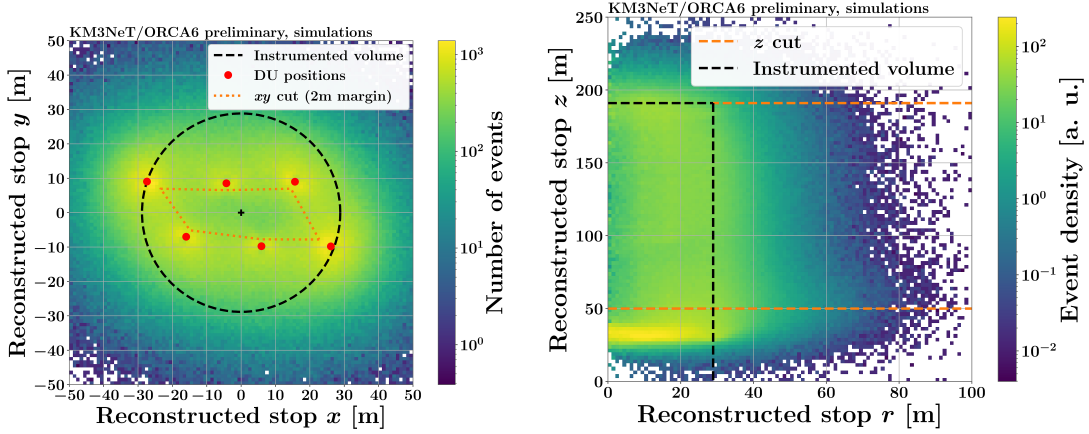 KM3NeT/ORCA6 preliminary, simulations
Instrumented volume
DU positions
xy cut (2m margin)
50
40
30
20
10
0
−10
−20
−30
−40
−50
Reconstructed stop y [m]
−50 −40 −30 −20 −10 0 10 20 30 40 50
Reconstructed stop x [m]
10³
10²
10¹
10⁰
Number of events
KM3NeT/ORCA6 preliminary, simulations
z cut
Instrumented volume
250
200
150
100
50
0
Reconstructed stop z [m]
0 20 40 60 80 100
Reconstructed stop r [m]
10²
10¹
10⁰
10⁻¹
10⁻²
Event density [a. u.]